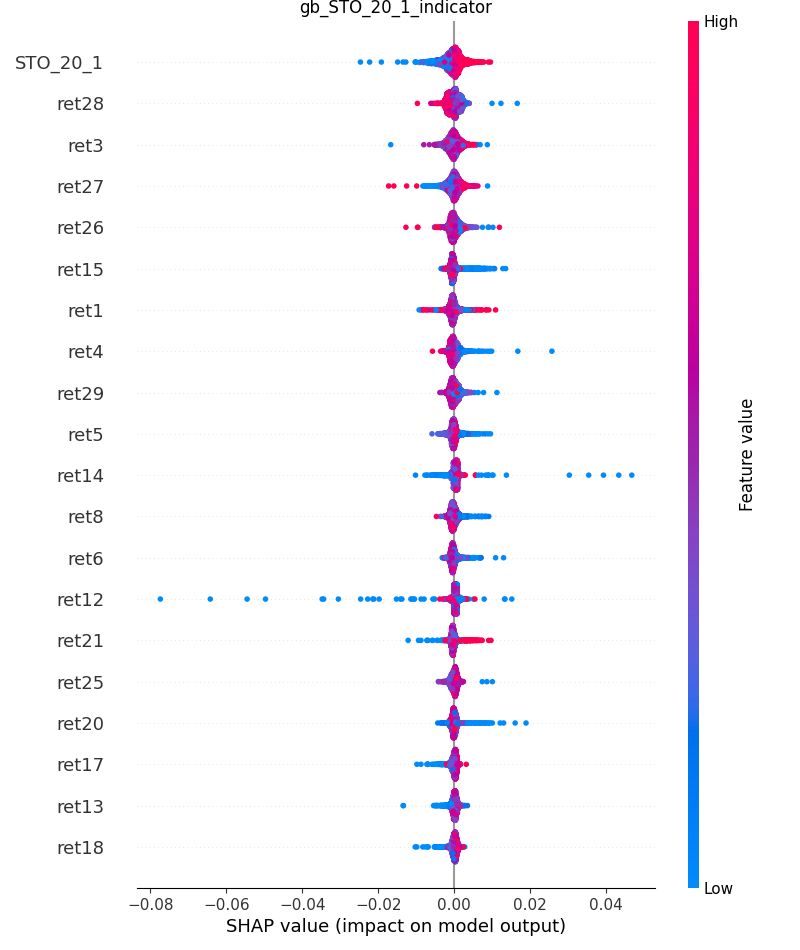 gb_STO_20_1_indicator
High
STO_20_1
ret28
ret3
ret27
ret26
ret15
ret1
ret4
ret29
ret5
ret14
ret8
ret6
ret12
ret21
ret25
ret20
ret17
ret13
ret18
Feature value
Low
−0.08 −0.06 −0.04 −0.02 0.00 0.02 0.04
SHAP value (impact on model output)